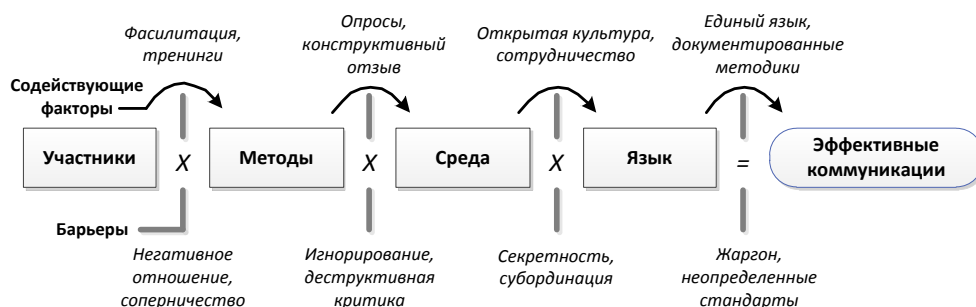 Фасилитация,
тренинги
Опросы,
конструктивный
отзыв
Открытая культура,
сотрудничество
Единый язык,
документированные
методики
Содействующие
факторы
Участники
X
Методы
X
Среда
X
Язык
=
Эффективные
коммуникации
Барьеры
Негативное
отношение,
соперничество
Игнорирование,
деструктивная
критика
Секретность,
субординация
Жаргон,
неопределенные
стандарты